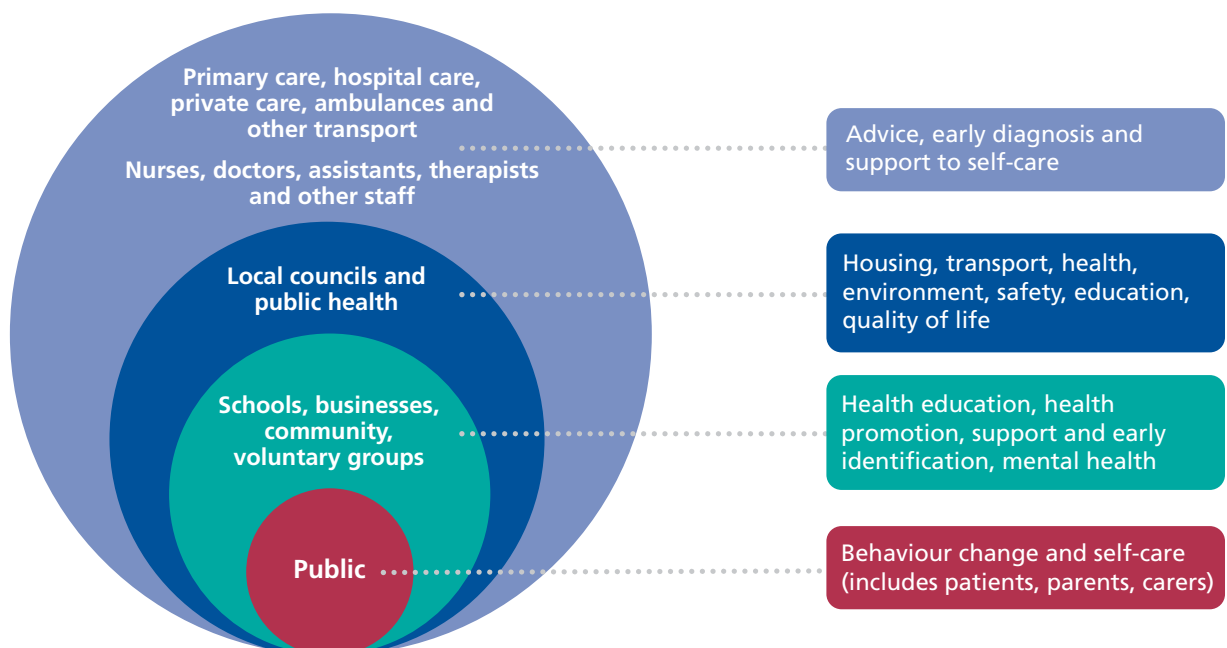 Primary care, hospital care,
private care, ambulances and
other transport
Nurses, doctors, assistants, therapists
and other staff
Advice, early diagnosis and
support to self-care
Local councils and
public health
Housing, transport, health,
environment, safety, education,
quality of life
Schools, businesses,
community,
voluntary groups
Health education, health
promotion, support and early
identification, mental health
Public
Behaviour change and self-care
(includes patients, parents, carers)